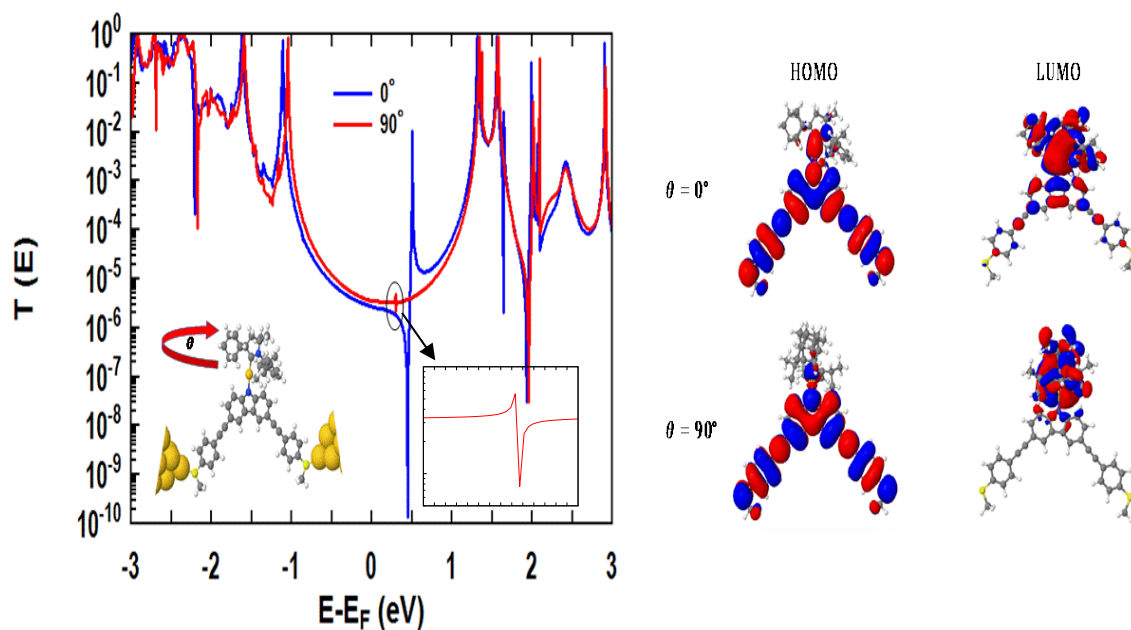 T (E)
10^0
10^-1
10^-2
10^-3
10^-4
10^-5
10^-6
10^-7
10^-8
10^-9
10^-10
0°
90°
θ
-3 -2 -1 0 1 2 3
E-E_F (eV)
HOMO LUMO
θ = 0°
θ = 90°